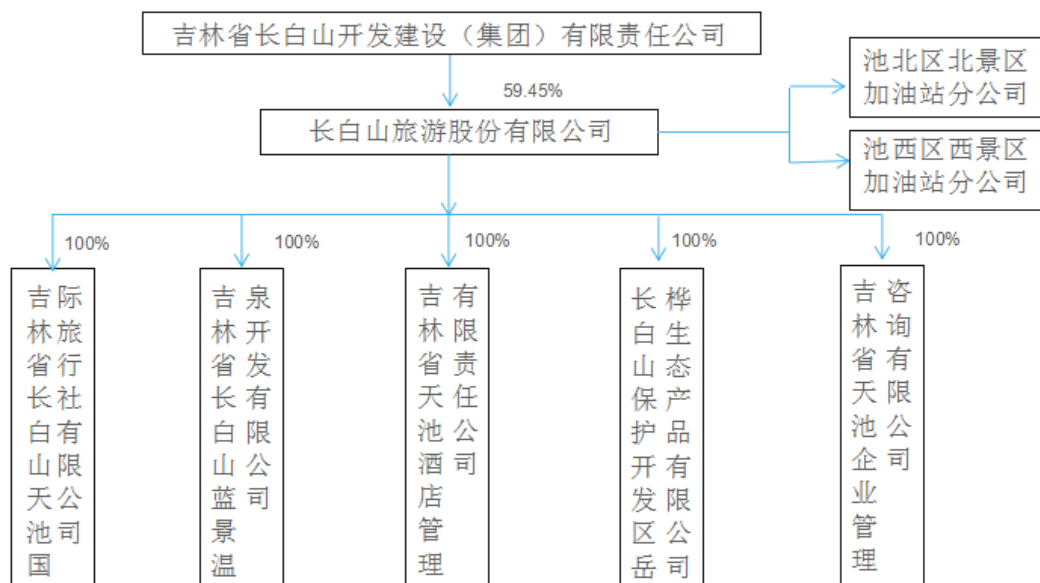 吉林省长白山开发建设（集团）有限责任公司
59.45%
长白山旅游股份有限公司
池北区北景区
加油站分公司
池西区西景区
加油站分公司
100%
100%
100%
100%
100%
吉林省长白山天池国
际旅行社有限公司
吉林省长白山蓝景温
泉开发有限公司
吉林省天池酒店管理
有限责任公司
长白山保护开发区岳
桦生态产品有限公司
吉林省天池企业管理
咨询有限公司